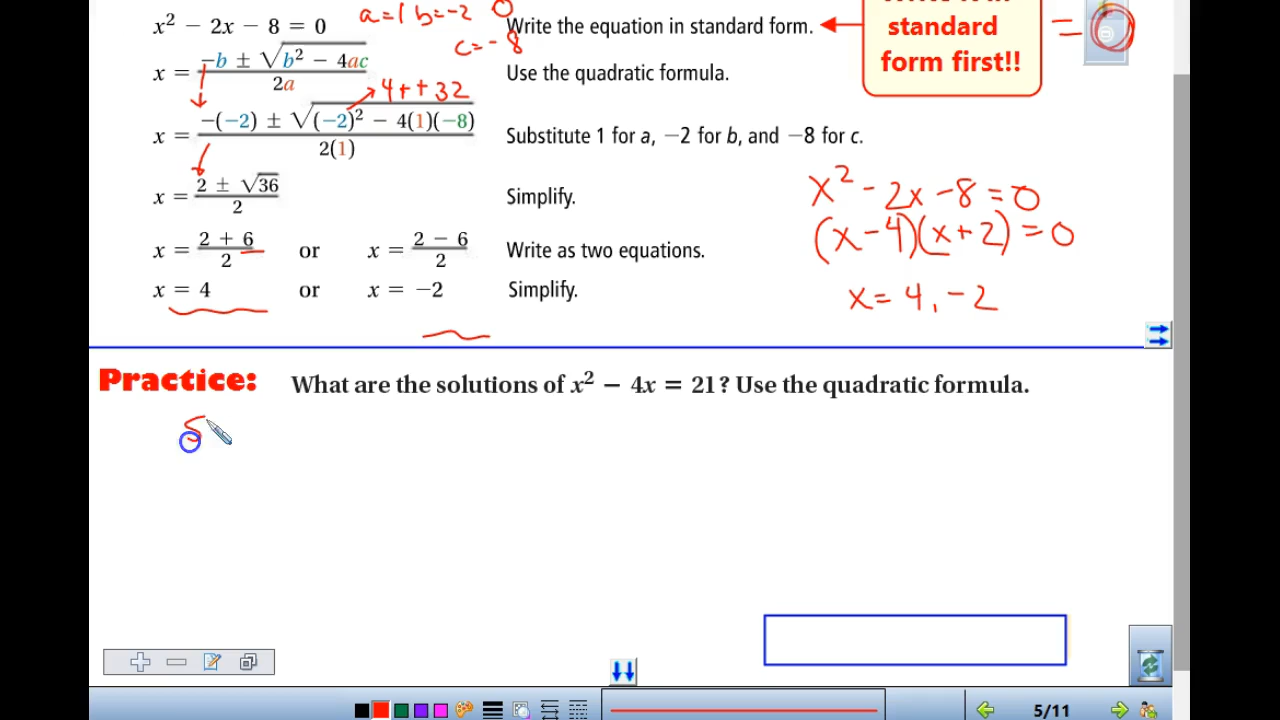 x² − 2x − 8 = 0
a=1 b=-2
c=-8
Write the equation in standard form.
standard
form first!!
= 0
x = −b ± √b² − 4ac / 2a
Use the quadratic formula.
4++32
x = −(−2) ± √(−2)² − 4(1)(−8) / 2(1)
Substitute 1 for a, −2 for b, and −8 for c.
x = 2 ± √36 / 2
Simplify.
x = 2 + 6 / 2 or x = 2 − 6 / 2
Write as two equations.
x = 4 or x = −2
Simplify.
x² - 2x - 8 = 0
(x-4)(x+2) = 0
x = 4, -2
Practice:
What are the solutions of x² − 4x = 21? Use the quadratic formula.
5/11